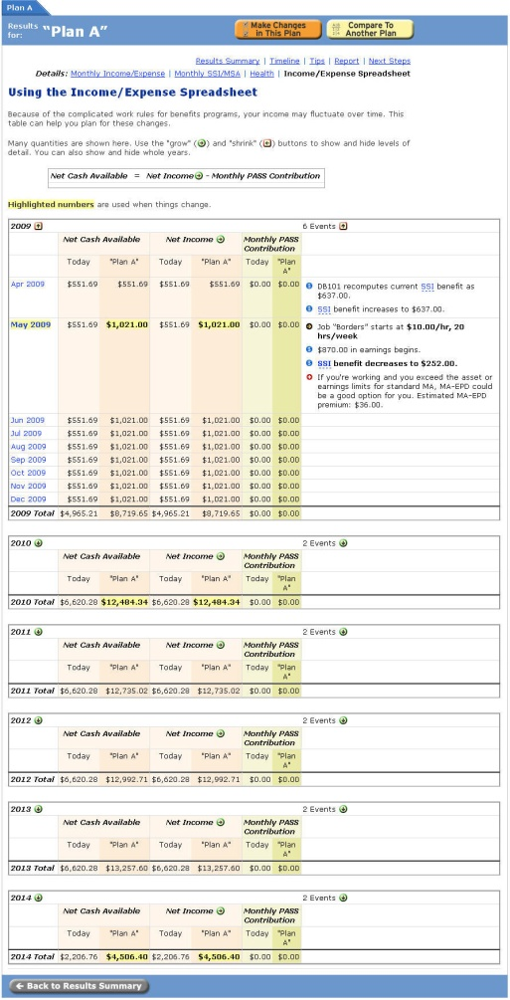 Plan A
Results for: "Plan A"
Make Changes in This Plan
Compare To Another Plan
Results Summary | Timeline | Tips | Report | Next Steps
Details: Monthly Income/Expense | Monthly SSI/MSA | Health | Income/Expense Spreadsheet
Using the Income/Expense Spreadsheet
Because of the complicated work rules for benefits programs, your income may fluctuate over time. This
table can help you plan for these changes.
Many quantities are shown here. Use the "grow" ( ) and "shrink" ( ) buttons to show and hide levels of
detail. You can also show and hide whole years.
Net Cash Available = Net Income - Monthly PASS Contribution
Highlighted numbers are used when things change.
2009 6 Events
Net Cash Available Net Income Monthly PASS
Contribution
Today "Plan A" Today "Plan A" Today "Plan
A"
Apr 2009 $551.69 $551.69 $551.69 $551.69 $0.00 $0.00 DB101 recomputes current SSI benefit as
$637.00.
SSI benefit increases to $637.00.
May 2009 $551.69 $1,021.00 $551.69 $1,021.00 $0.00 $0.00 Job "Borders" starts at $10.00/hr, 20
hrs/week
$870.00 in earnings begins.
SSI benefit decreases to $252.00.
If you're working and you exceed the asset or
earnings limits for standard MA, MA-EPD could
be a good option for you. Estimated MA-EPD
premium: $36.00.
Jun 2009 $551.69 $1,021.00 $551.69 $1,021.00 $0.00 $0.00
Jul 2009 $551.69 $1,021.00 $551.69 $1,021.00 $0.00 $0.00
Aug 2009 $551.69 $1,021.00 $551.69 $1,021.00 $0.00 $0.00
Sep 2009 $551.69 $1,021.00 $551.69 $1,021.00 $0.00 $0.00
Oct 2009 $551.69 $1,021.00 $551.69 $1,021.00 $0.00 $0.00
Nov 2009 $551.69 $1,021.00 $551.69 $1,021.00 $0.00 $0.00
Dec 2009 $551.69 $1,021.00 $551.69 $1,021.00 $0.00 $0.00
2009 Total $4,965.21 $8,719.65 $4,965.21 $8,719.65 $0.00 $0.00
2010 2 Events
Net Cash Available Net Income Monthly PASS
Contribution
Today "Plan A" Today "Plan A" Today "Plan
A"
2010 Total $6,620.28 $12,484.34 $6,620.28 $12,484.34 $0.00 $0.00
2011 2 Events
Net Cash Available Net Income Monthly PASS
Contribution
Today "Plan A" Today "Plan A" Today "Plan
A"
2011 Total $6,620.28 $12,735.02 $6,620.28 $12,735.02 $0.00 $0.00
2012 2 Events
Net Cash Available Net Income Monthly PASS
Contribution
Today "Plan A" Today "Plan A" Today "Plan
A"
2012 Total $6,620.28 $12,992.71 $6,620.28 $12,992.71 $0.00 $0.00
2013 2 Events
Net Cash Available Net Income Monthly PASS
Contribution
Today "Plan A" Today "Plan A" Today "Plan
A"
2013 Total $6,620.28 $13,257.60 $6,620.28 $13,257.60 $0.00 $0.00
2014 2 Events
Net Cash Available Net Income Monthly PASS
Contribution
Today "Plan A" Today "Plan A" Today "Plan
A"
2014 Total $2,206.76 $4,506.40 $2,206.76 $4,506.40 $0.00 $0.00
Back to Results Summary